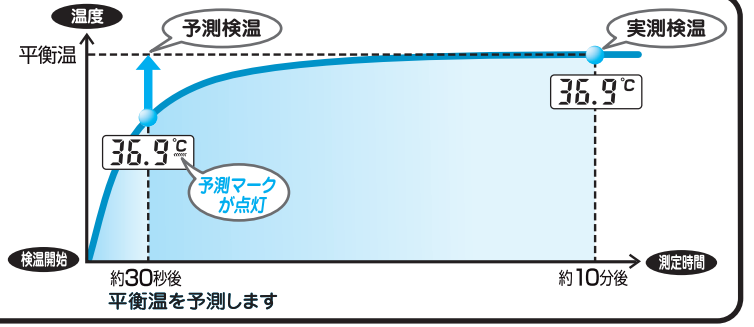 温度
予測検温
実測検温
平衡温
36.9℃
36.9℃
予測マーク
が点灯
検温開始
測定時間
約30秒後
約10分後
平衡温を予測します